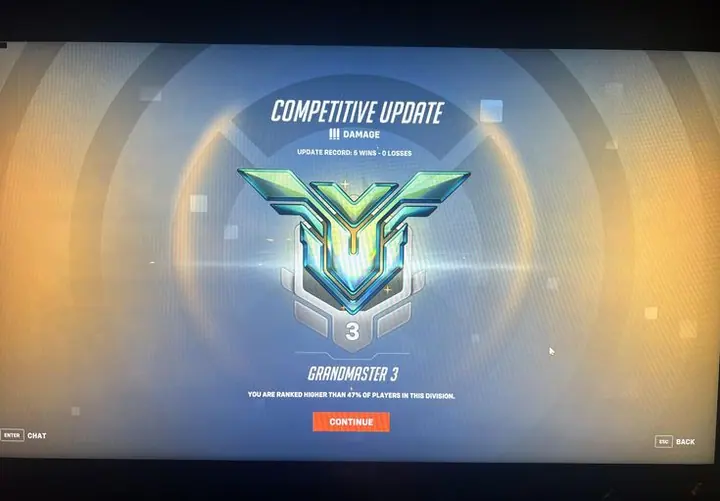 COMPETITIVE UPDATE
DAMAGE
UPDATE RECORD: 5 WINS - 0 LOSSES
3
GRANDMASTER 3
YOU ARE RANKED HIGHER THAN 47% OF PLAYERS IN THIS DIVISION.
CONTINUE
ENTER CHAT
ESC BACK